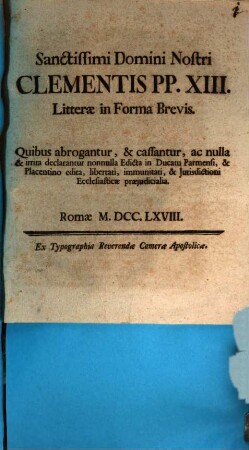 i
Sanctissimi Domini Nostri
CLEMENTIS PP. XIII.
Litteræ in Forma Brevis.
Quibus abrogantur, & cassantur, ac nulla
& irrita declarantur nonnulla Edicta in Ducatu Parmensi, &
Placentino edita, libertati, immunitati, & Jurisdictioni
Ecclesiasticæ præjudicialia.
Romæ M. DCC. LXVIII.
Ex Typographia Reverendæ Cameræ Apostolicæ.